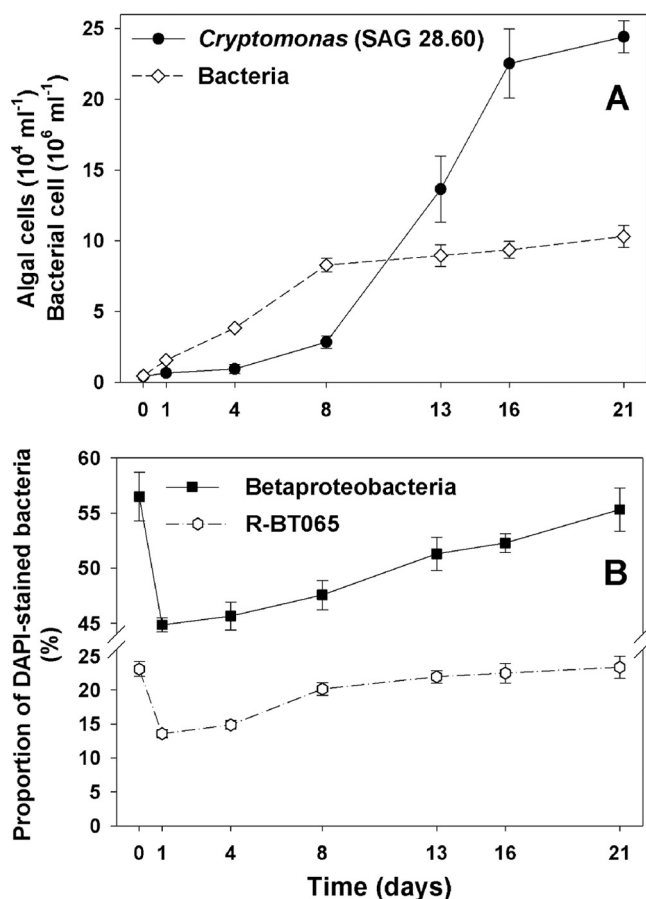 Cryptomonas (SAG 28.60)
Bacteria
A
Algal cells (10⁴ ml⁻¹)
Bacterial cell (10⁶ ml⁻¹)
25
20
15
10
5
0
0 1 4 8 13 16 21
Betaproteobacteria
R-BT065
B
Proportion of DAPI-stained bacteria
(%)
60
55
50
45
25
20
15
10
5
0
0 1 4 8 13 16 21
Time (days)